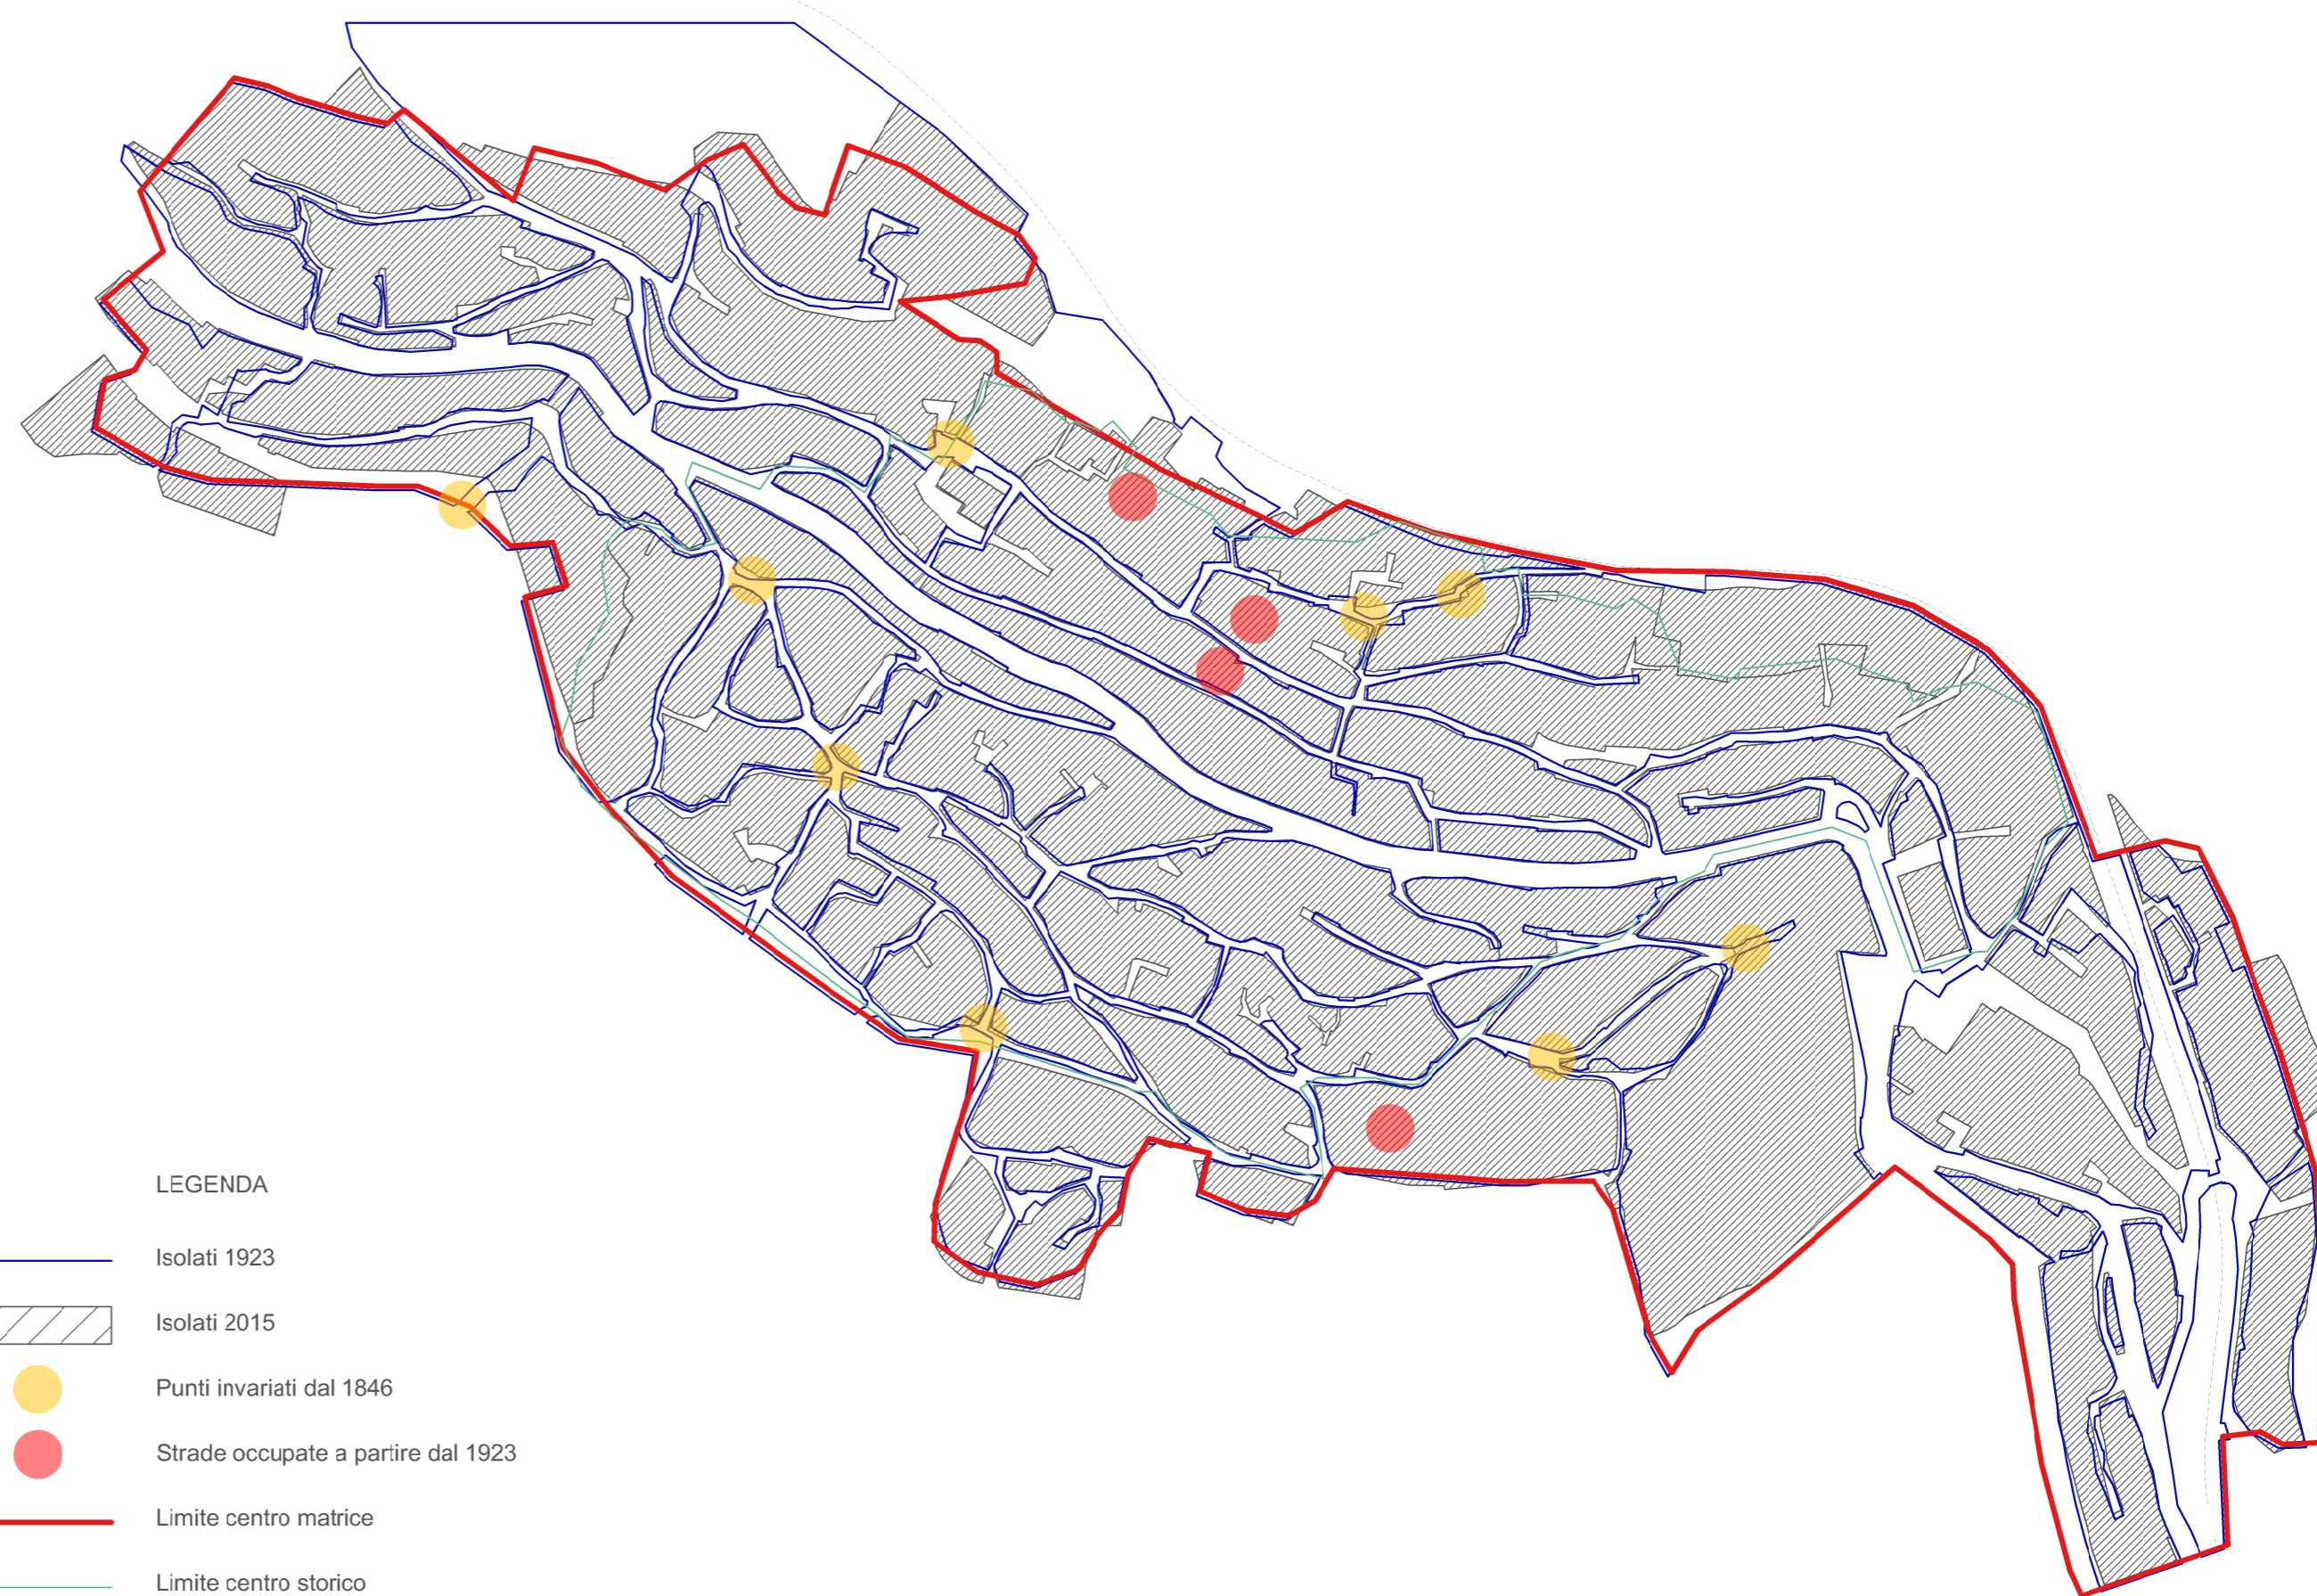 LEGENDA
Isolati 1923
Isolati 2015
Punti invariati dal 1846
Strade occupate a partire dal 1923
Limite centro matrice
Limite centro storico